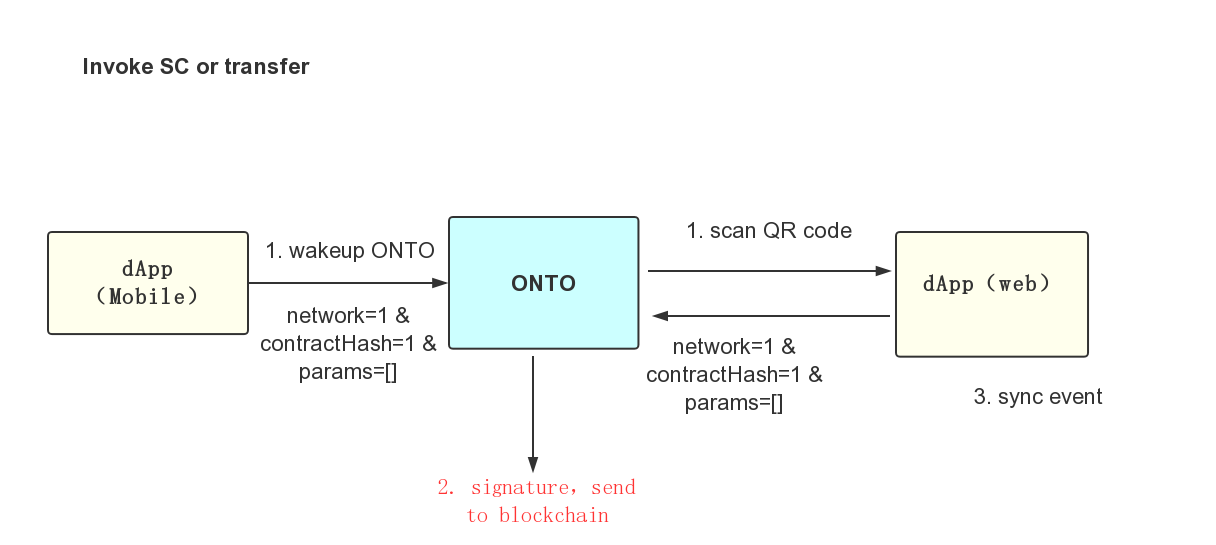 Invoke SC or transfer
dApp
（Mobile）
1. wakeup ONTO
network=1 &
contractHash=1 &
params=[]
ONTO
1. scan QR code
network=1 &
contractHash=1 &
params=[]
dApp（web）
3. sync event
2. signature，send
to blockchain